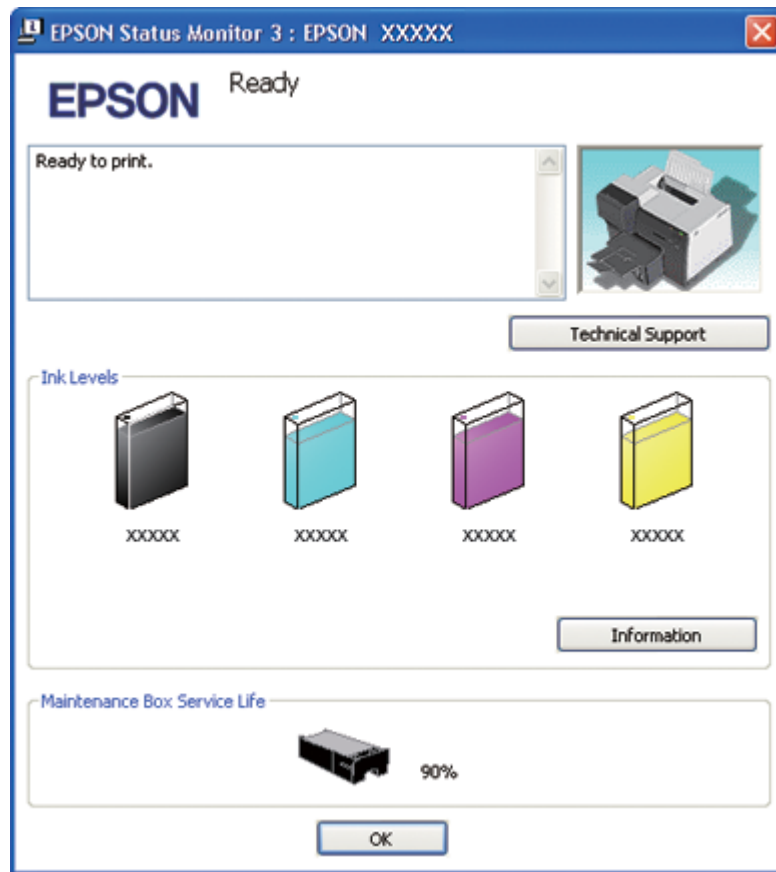 EPSON Status Monitor 3 : EPSON XXXXX
EPSON
Ready
Ready to print.
Technical Support
Ink Levels
XXXXX XXXXX XXXXX XXXXX
Information
Maintenance Box Service Life
90%
OK